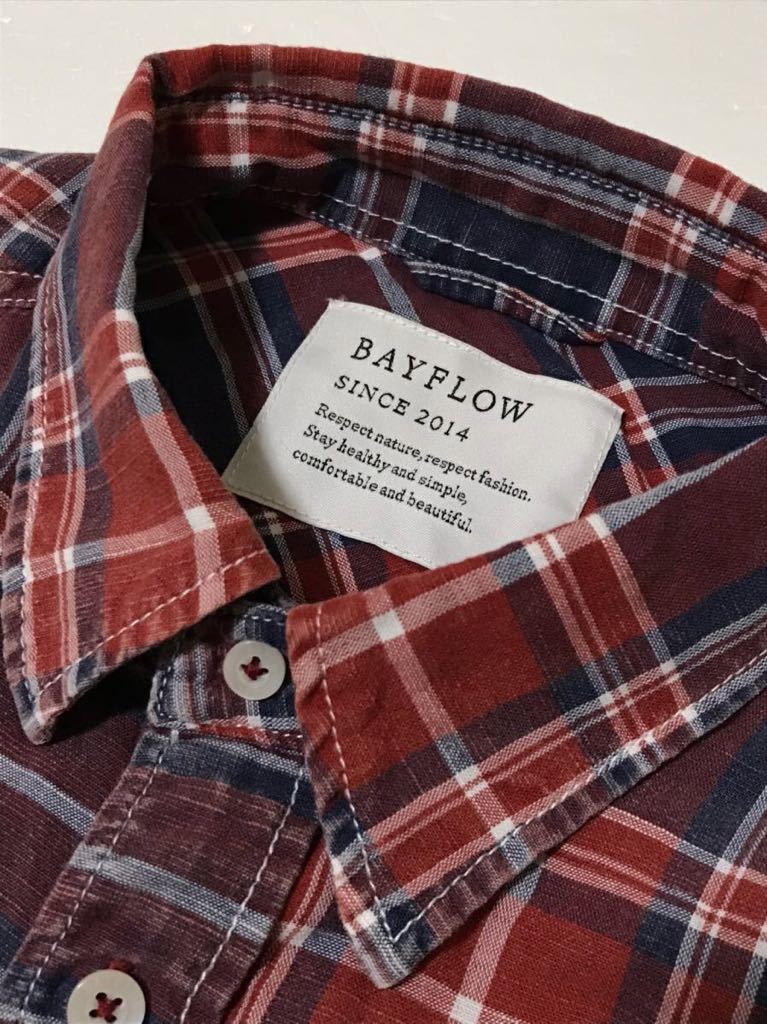 BAYFLOW
SINCE 2014
Respect nature, respect fashion.
Stay healthy and simple,
comfortable and beautiful.